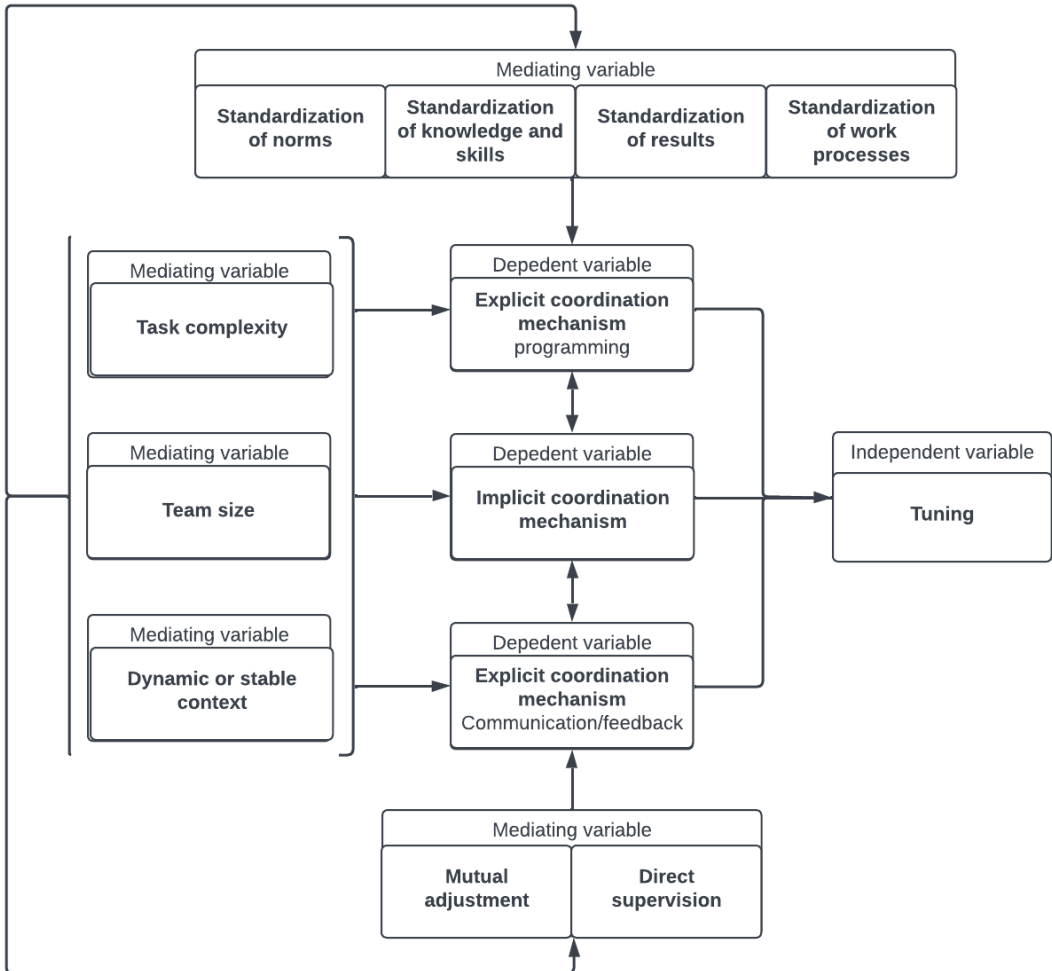 Mediating variable
Standardization
of norms
Standardization
of knowledge and
skills
Standardization
of results
Standardization
of work
processes
Mediating variable
Task complexity
Depedent variable
Explicit coordination
mechanism
programming
Mediating variable
Team size
Dependent variable
Implicit coordination
mechanism
Independent variable
Tuning
Mediating variable
Dynamic or stable
context
Depedent variable
Explicit coordination
mechanism
Communication/feedback
Mediating variable
Mutual
adjustment
Direct
supervision